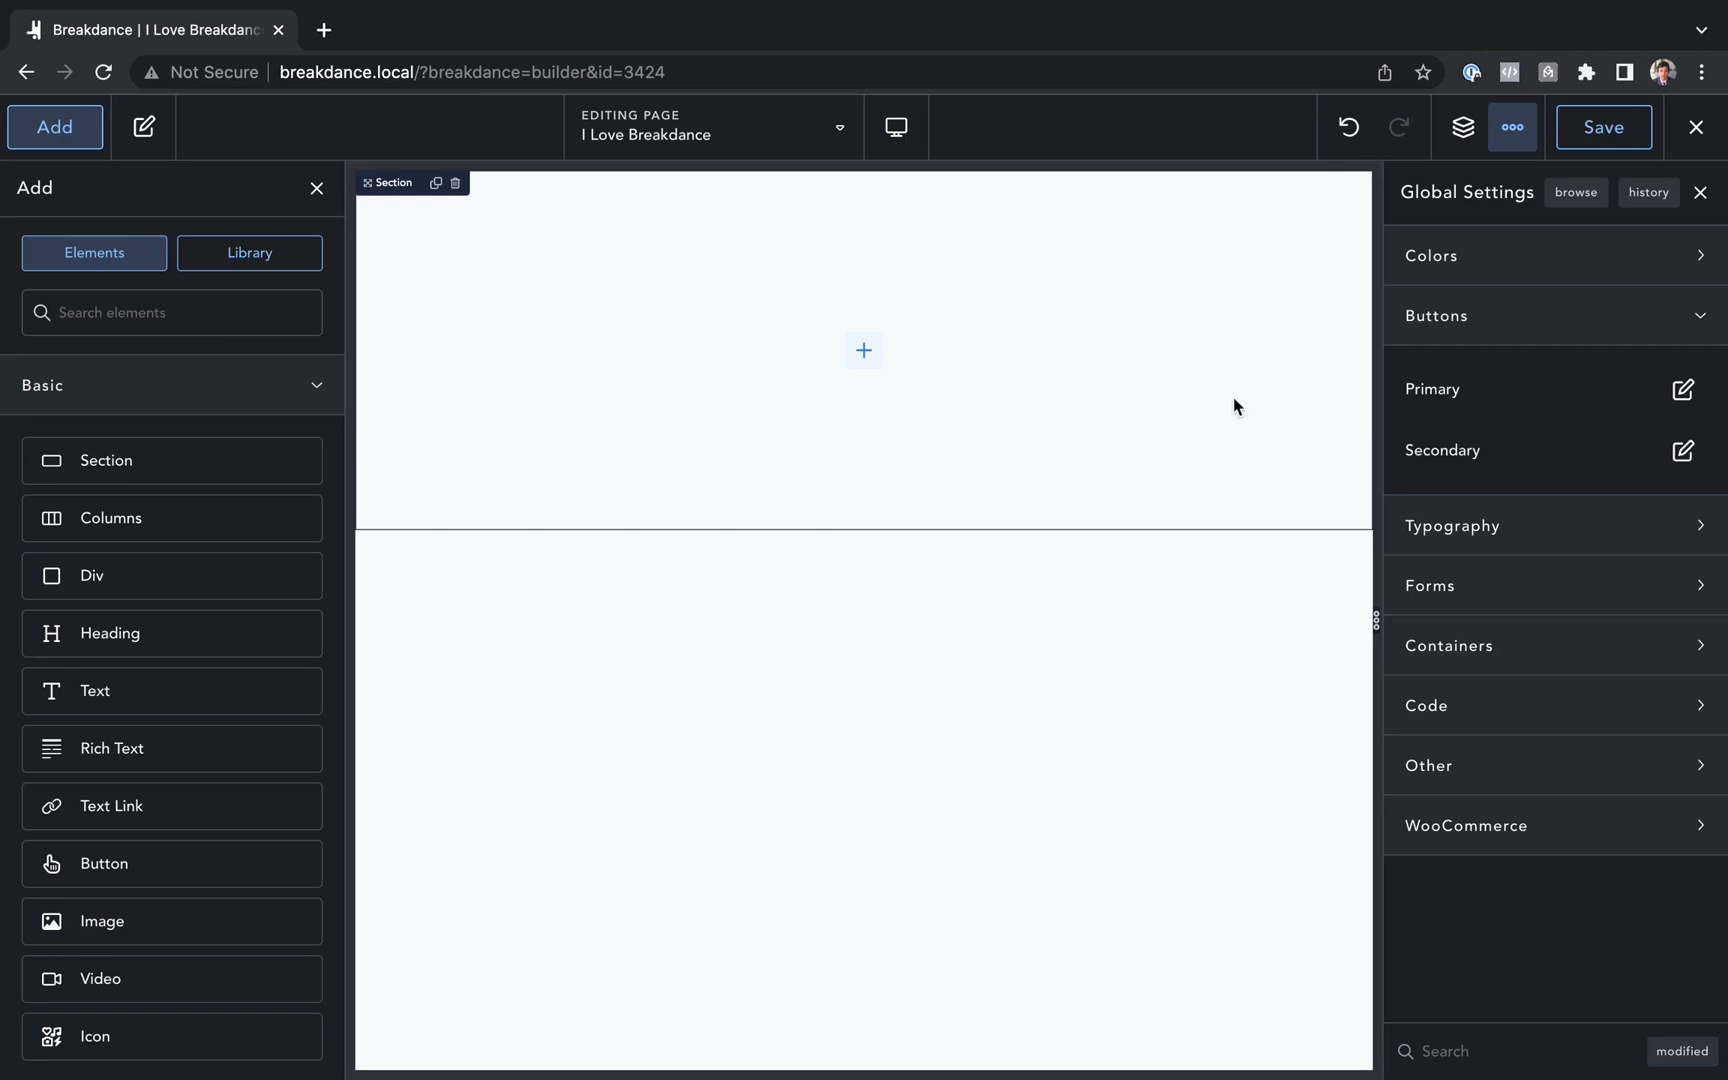 Breakdance | I Love Breakdanc
Not Secure
breakdance.local/?breakdance=builder&id=3424
Add
EDITING PAGE
I Love Breakdance
Save
Add
Elements
Library
Search elements
Basic
Section
Columns
Div
Heading
Text
Rich Text
Text Link
Button
Image
Video
Icon
Section
Global Settings
browse
history
Colors
Buttons
Primary
Secondary
Typography
Forms
Containers
Code
Other
WooCommerce
Search
modified